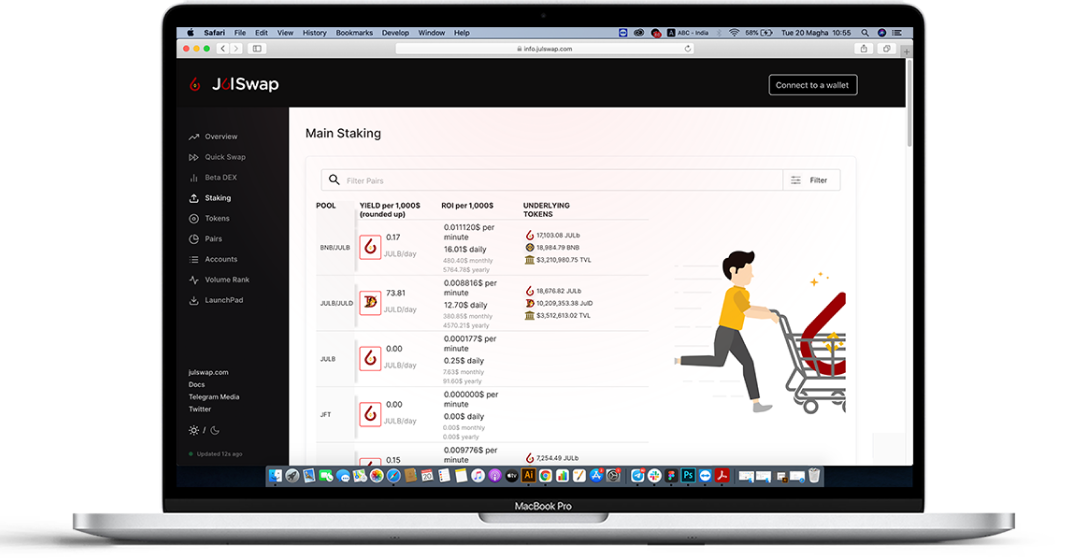 Safari File Edit View History Bookmarks Develop Window Help
ABC - India 58% Tue 20 Magha 10:55
info.julswap.com
JulSwap
Connect to a wallet
Overview
Quick Swap
Beta DEX
Staking
Tokens
Pairs
Accounts
Volume Rank
LaunchPad
julswap.com
Docs
Telegram Media
Twitter
/
Updated 12s ago
Main Staking
Filter Pairs
Filter
POOL YIELD per 1,000$ ROI per 1,000$ UNDERLYING
(rounded up) TOKENS
BNB/JULB
0.17
JULB/day
0.011120$ per
minute
16.01$ daily
480.40$ monthly
5764.78$ yearly
17,103.08 JULb
18,984.79 BNB
$3,210,980.75 TVL
JULB/JULD
73.81
JULD/day
0.008816$ per
minute
12.70$ daily
380.85$ monthly
4570.21$ yearly
18,676.82 JULb
10,209,353.38 JulD
$3,512,613.02 TVL
JULB
0.00
JULB/day
0.000177$ per
minute
0.25$ daily
7.63$ monthly
91.60$ yearly
JFT
0.00
JULB/day
0.000000$ per
minute
0.00$ daily
0.00$ monthly
0.00$ yearly
0.15
0.009776$ per
minute
7,254.49 JULb
MacBook Pro